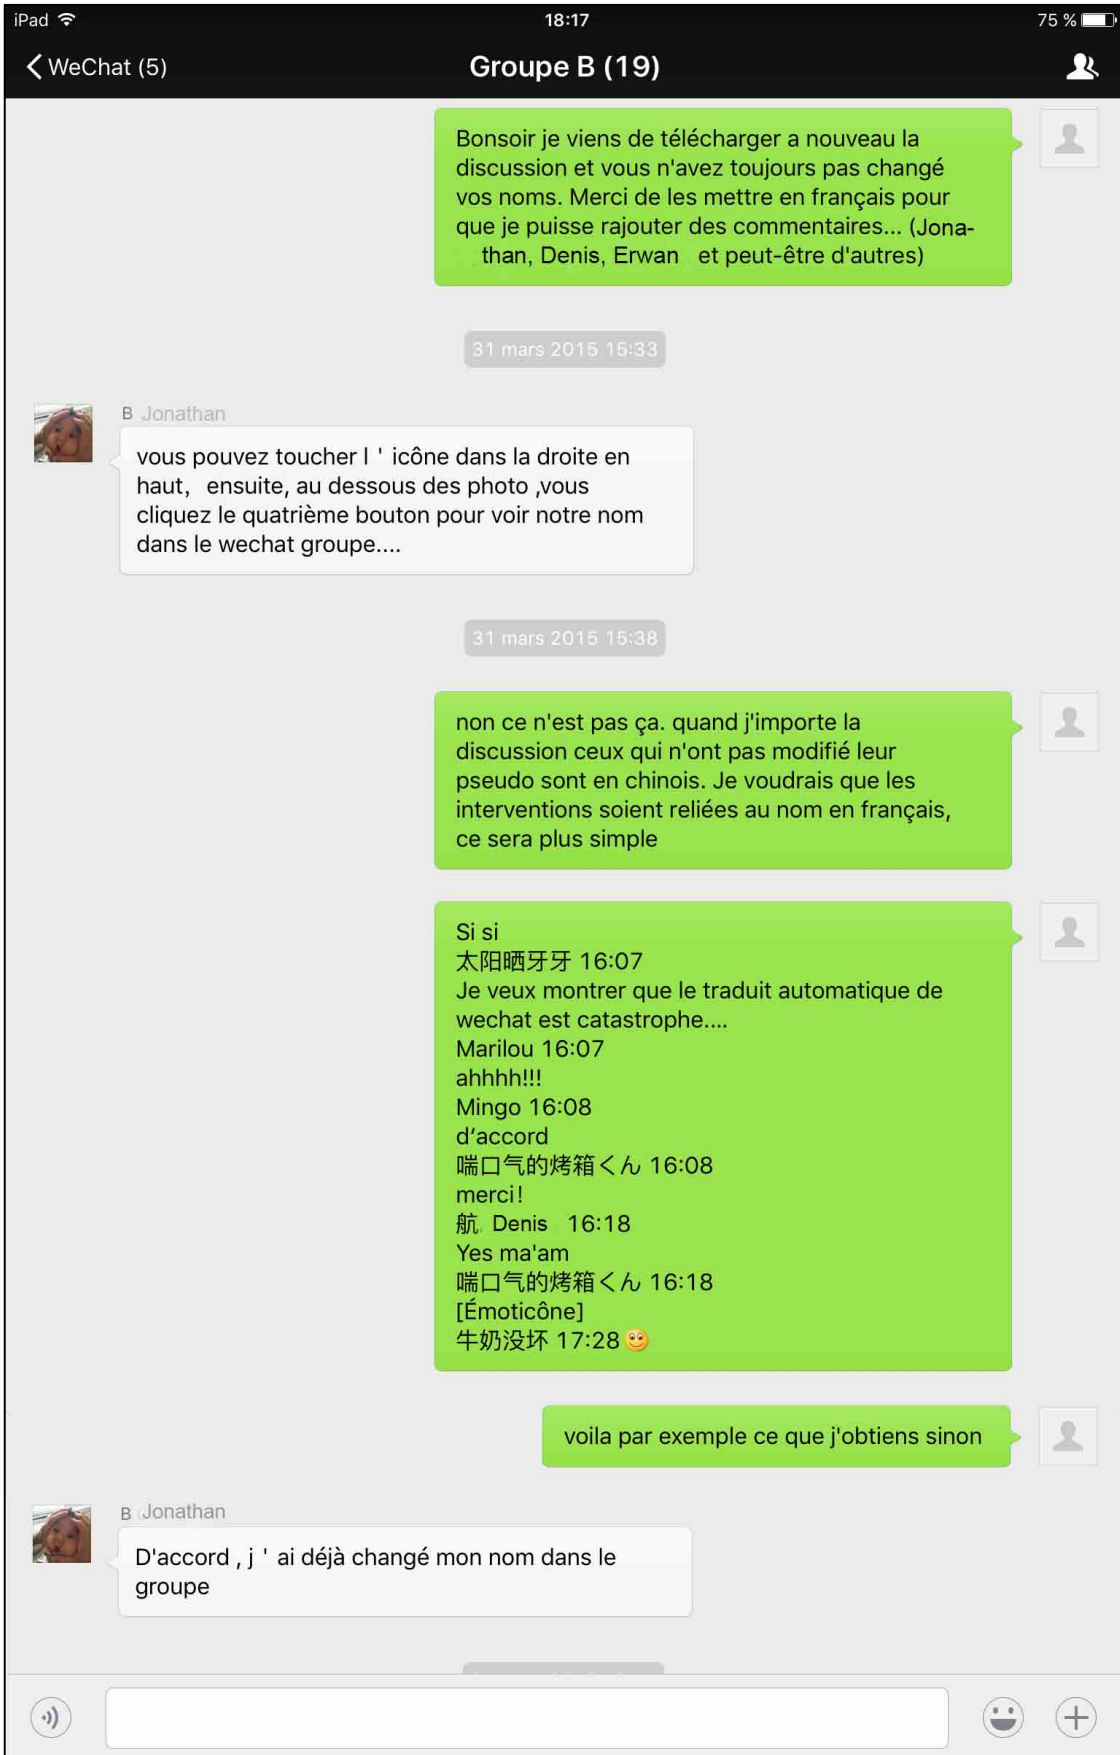 iPad 18:17 75 %
WeChat (5) Groupe B (19)
Bonsoir je viens de télécharger a nouveau la
discussion et vous n'avez toujours pas changé
vos noms. Merci de les mettre en français pour
que je puisse rajouter des commentaires... (Jona-
than, Denis, Erwan et peut-être d'autres)
31 mars 2015 15:33
B Jonathan
vous pouvez toucher l ' icône dans la droite en
haut， ensuite, au dessous des photo ,vous
cliquez le quatrième bouton pour voir notre nom
dans le wechat groupe....
31 mars 2015 15:38
non ce n'est pas ça. quand j'importe la
discussion ceux qui n'ont pas modifié leur
pseudo sont en chinois. Je voudrais que les
interventions soient reliées au nom en français,
ce sera plus simple
Si si
太阳晒牙牙 16:07
Je veux montrer que le traduit automatique de
wechat est catastrophe....
Marilou 16:07
ahhhh!!!
Mingo 16:08
d‘accord
喘口气的烤箱くん 16:08
merci!
航 Denis 16:18
Yes ma'am
喘口气的烤箱くん 16:18
[Émoticône]
牛奶没坏 17:28
voila par exemple ce que j'obtiens sinon
B Jonathan
D'accord , j ' ai déjà changé mon nom dans le
groupe